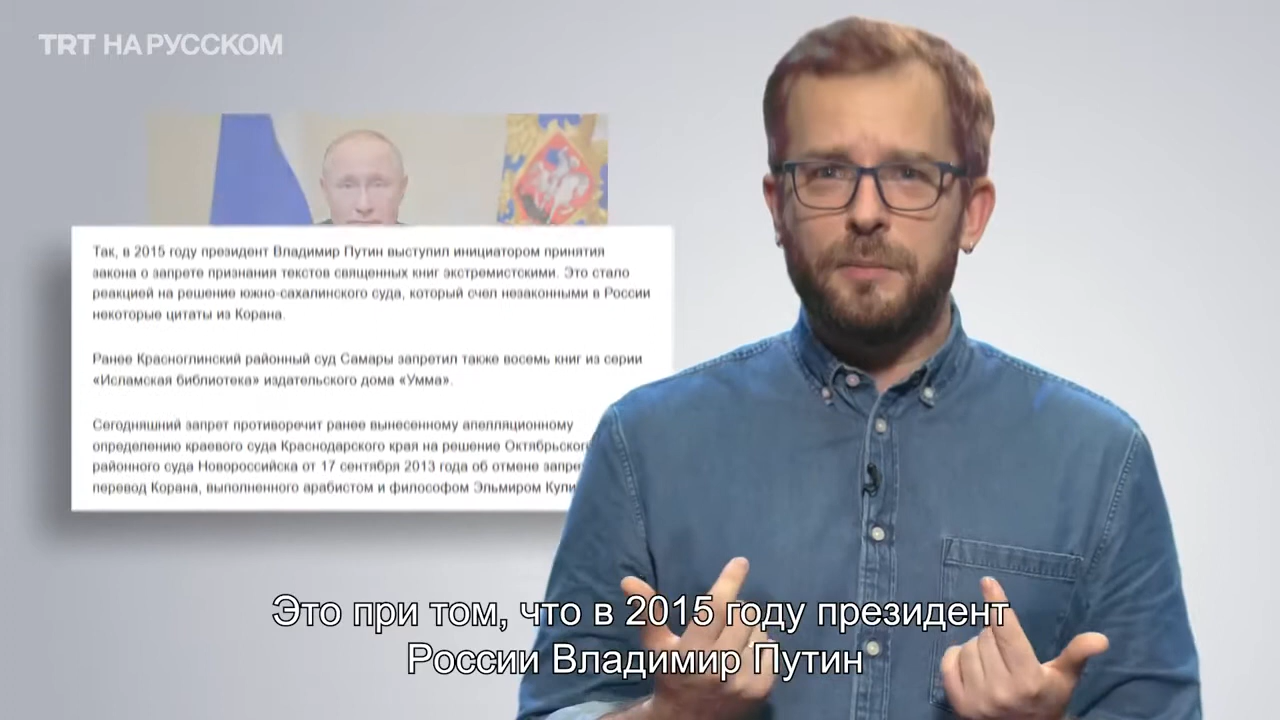 TRT НА РУССКОМ
Так, в 2015 году президент Владимир Путин выступил инициатором принятия
закона о запрете признания текстов священных книг экстремистскими. Это стало
реакцией на решение южно-сахалинского суда, который счел незаконными в России
некоторые цитаты из Корана.
Ранее Красноглинский районный суд Самары запретил также восемь книг из серии
«Исламская библиотека» издательского дома «Умма».
Сегодняшний запрет противоречит ранее вынесенному апелляционному
определению краевого суда Краснодарского края на решение Октябрьского
районного суда Новороссийска от 17 сентября 2013 года об отмене
перевод Корана, выполненного арабистом и философом Эльмиром
Это при том, что в 2015 году президент
России Владимир Путин